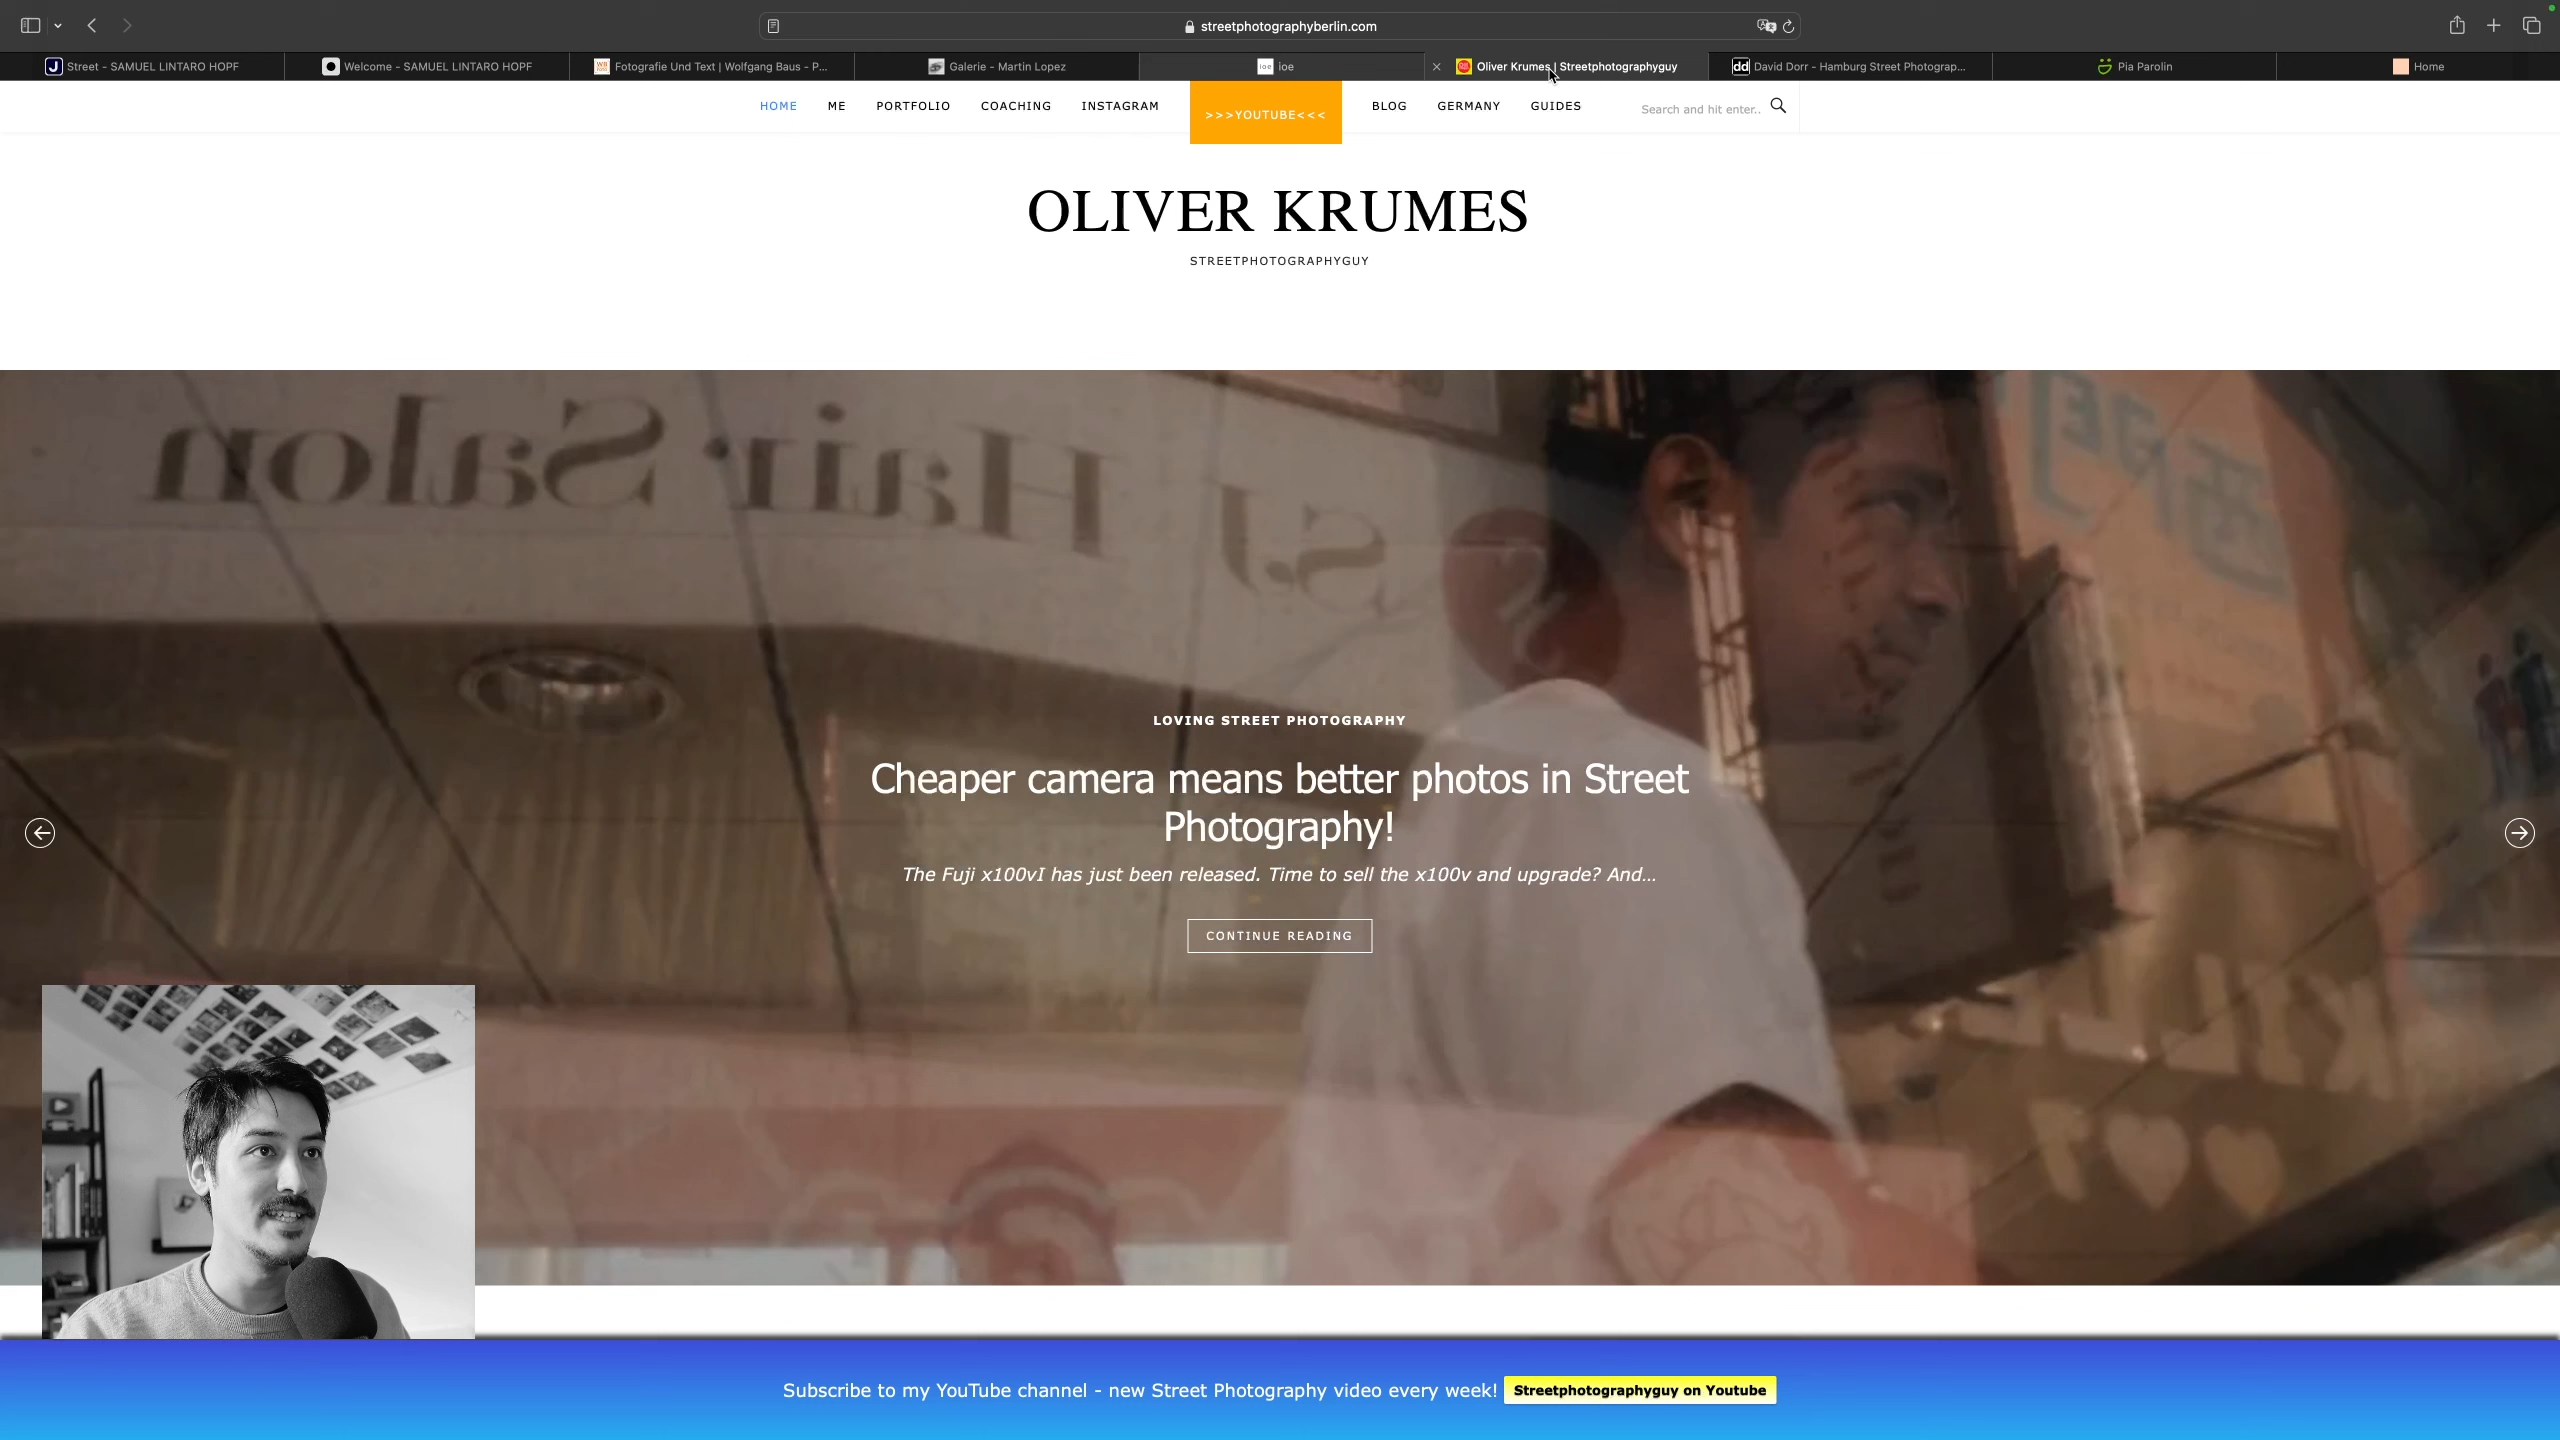 streetphotographyberlin.com
Street - SAMUEL LINTARO HOPF
Welcome - SAMUEL LINTARO HOPF
Fotografie Und Text | Wolfgang Baus - P...
Galerie - Martin Lopez
ioe
Oliver Krumes | Streetphotographyguy
David Dorr - Hamburg Street Photograp...
Pia Parolin
Home
HOME
ME
PORTFOLIO
COACHING
INSTAGRAM
>>>YOUTUBE<<<
BLOG
GERMANY
GUIDES
Search and hit enter..
OLIVER KRUMES
STREETPHOTOGRAPHYGUY
's Hair Salon
LOVING STREET PHOTOGRAPHY
Cheaper camera means better photos in Street
Photography!
The Fuji x100vI has just been released. Time to sell the x100v and upgrade? And...
CONTINUE READING
Subscribe to my YouTube channel - new Street Photography video every week! Streetphotographyguy on Youtube